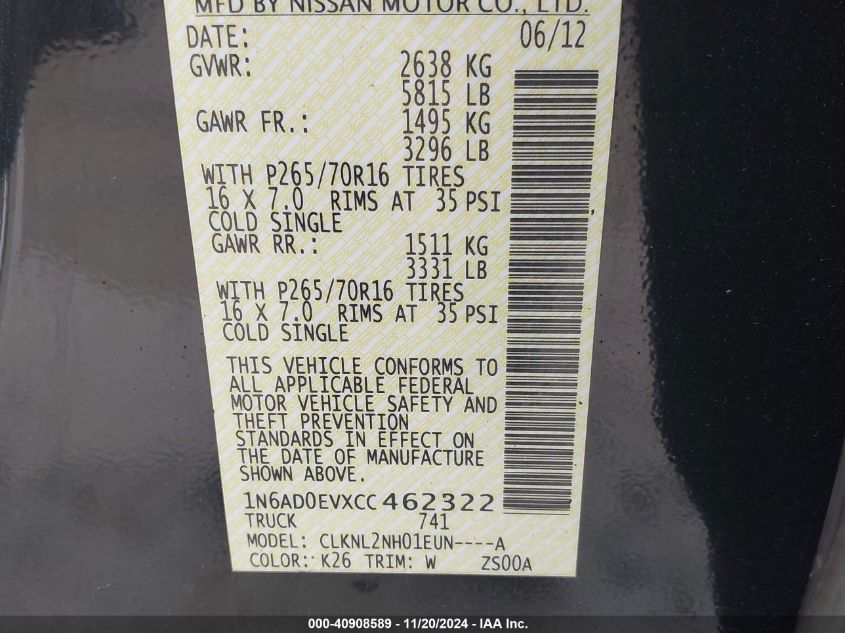 MFD BY NISSAN MOTOR CO., LTD.
DATE: 06/12
GVWR: 2638 KG
5815 LB
GAWR FR.: 1495 KG
3296 LB
WITH P265/70R16 TIRES
16 X 7.0 RIMS AT 35 PSI
COLD SINGLE
GAWR RR.: 1511 KG
3331 LB
WITH P265/70R16 TIRES
16 X 7.0 RIMS AT 35 PSI
COLD SINGLE
THIS VEHICLE CONFORMS TO
ALL APPLICABLE FEDERAL
MOTOR VEHICLE SAFETY AND
THEFT PREVENTION
STANDARDS IN EFFECT ON
THE DATE OF MANUFACTURE
SHOWN ABOVE.
1N6AD0EVXCC 462322
TRUCK 741
MODEL: CLKNL2NH01EUN----A
COLOR: K26 TRIM: W ZS00A
000-40908589 - 11/20/2024 - IAA Inc.